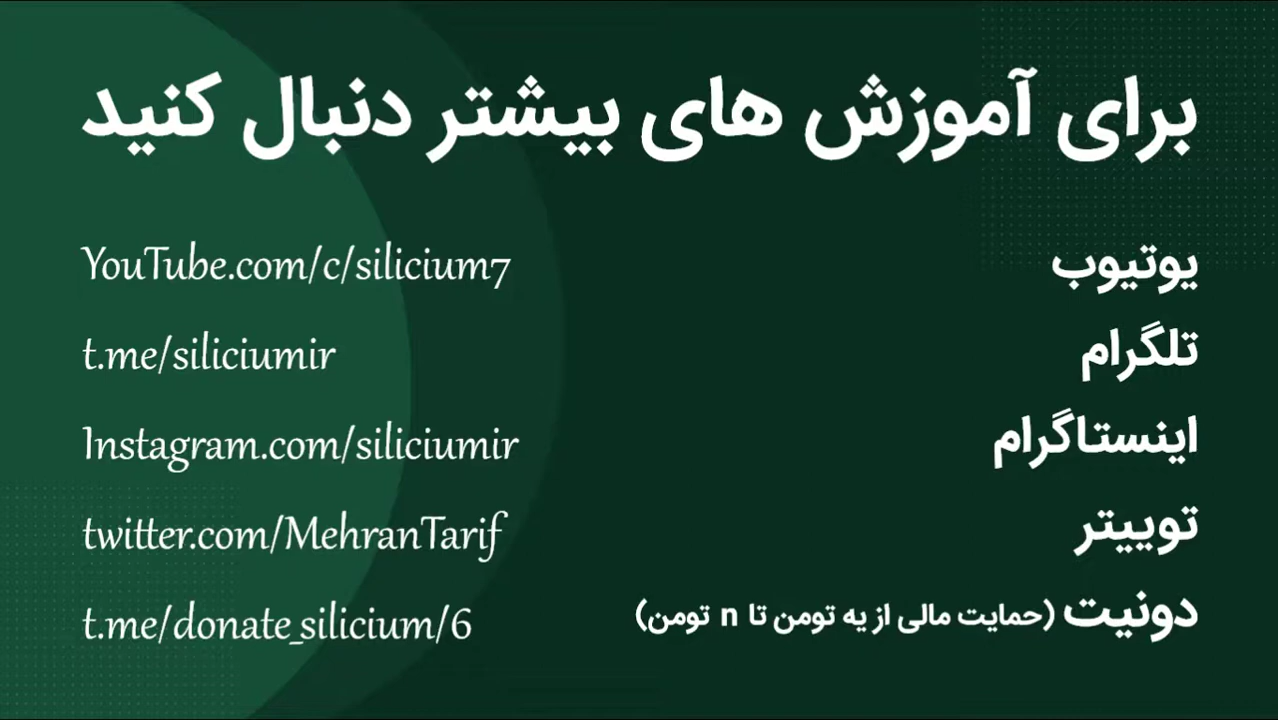 برای آموزش های بیشتر دنبال کنید
یوتیوب YouTube.com/c/silicium7
تلگرام t.me/siliciumir
اینستاگرام Instagram.com/siliciumir
توییتر twitter.com/MehranTarif
دونیت (حمایت مالی از یه تومن تا n تومن) t.me/donate_silicium/6